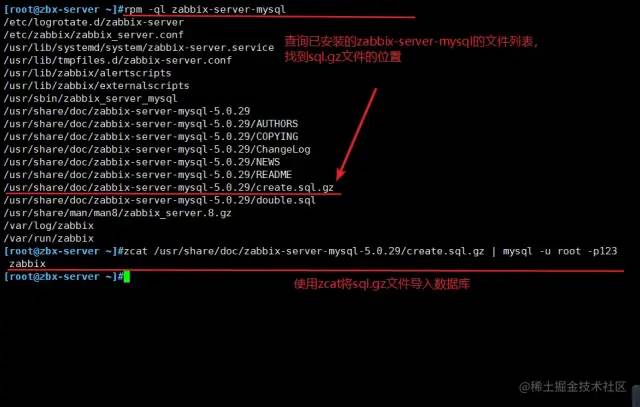 [root@zbx-server ~]#rpm -ql zabbix-server-mysql
/etc/logrotate.d/zabbix-server
/etc/zabbix/zabbix_server.conf
/usr/lib/systemd/system/zabbix-server.service
/usr/lib/tmpfiles.d/zabbix-server.conf
/usr/lib/zabbix/alertscripts
/usr/lib/zabbix/externalscripts
/usr/sbin/zabbix_server_mysql
/usr/share/doc/zabbix-server-mysql-5.0.29
/usr/share/doc/zabbix-server-mysql-5.0.29/AUTHORS
/usr/share/doc/zabbix-server-mysql-5.0.29/COPYING
/usr/share/doc/zabbix-server-mysql-5.0.29/ChangeLog
/usr/share/doc/zabbix-server-mysql-5.0.29/NEWS
/usr/share/doc/zabbix-server-mysql-5.0.29/README
/usr/share/doc/zabbix-server-mysql-5.0.29/create.sql.gz
/usr/share/doc/zabbix-server-mysql-5.0.29/double.sql
/usr/share/man/man8/zabbix_server.8.gz
/var/log/zabbix
/var/run/zabbix
查询已安装的zabbix-server-mysql的文件列表,
找到sql.gz文件的位置
[root@zbx-server ~]#zcat /usr/share/doc/zabbix-server-mysql-5.0.29/create.sql.gz | mysql -u root -p123
zabbix
[root@zbx-server ~]#
使用zcat将sql.gz文件导入数据库
@稀土掘金技术社区